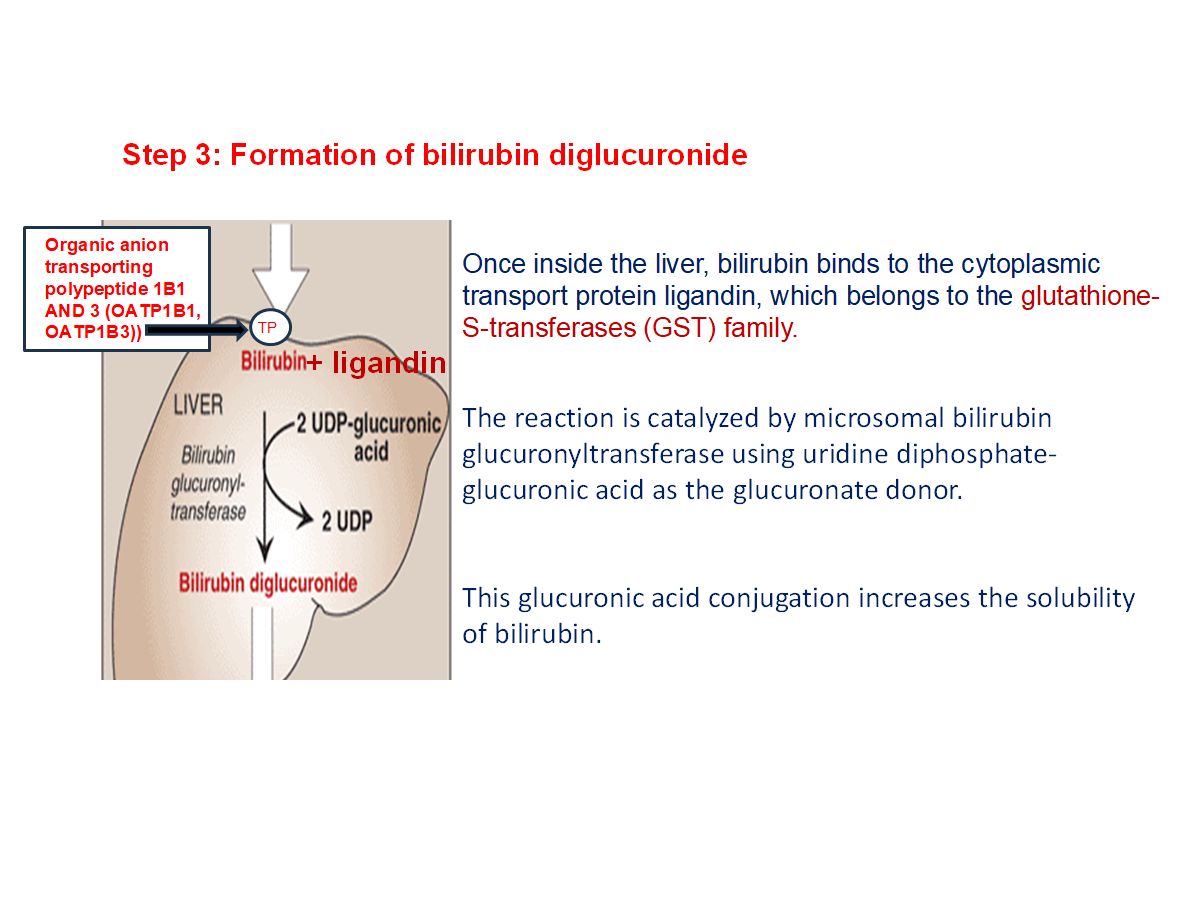 Step 3: Formation of bilirubin diglucuronide
Organic anion
transporting
polypeptide 1B1
AND 3 (OATP1B1,
OATP1B3))
TP
Bilirubin+ ligandin
LIVER
2 UDP-glucuronic
acid
Bilirubin
glucuronyl-
transferase
2 UDP
Bilirubin diglucuronide
Once inside the liver, bilirubin binds to the cytoplasmic
transport protein ligandin, which belongs to the glutathione-
S-transferases (GST) family.
The reaction is catalyzed by microsomal bilirubin
glucuronyltransferase using uridine diphosphate-
glucuronic acid as the glucuronate donor.
This glucuronic acid conjugation increases the solubility
of bilirubin.